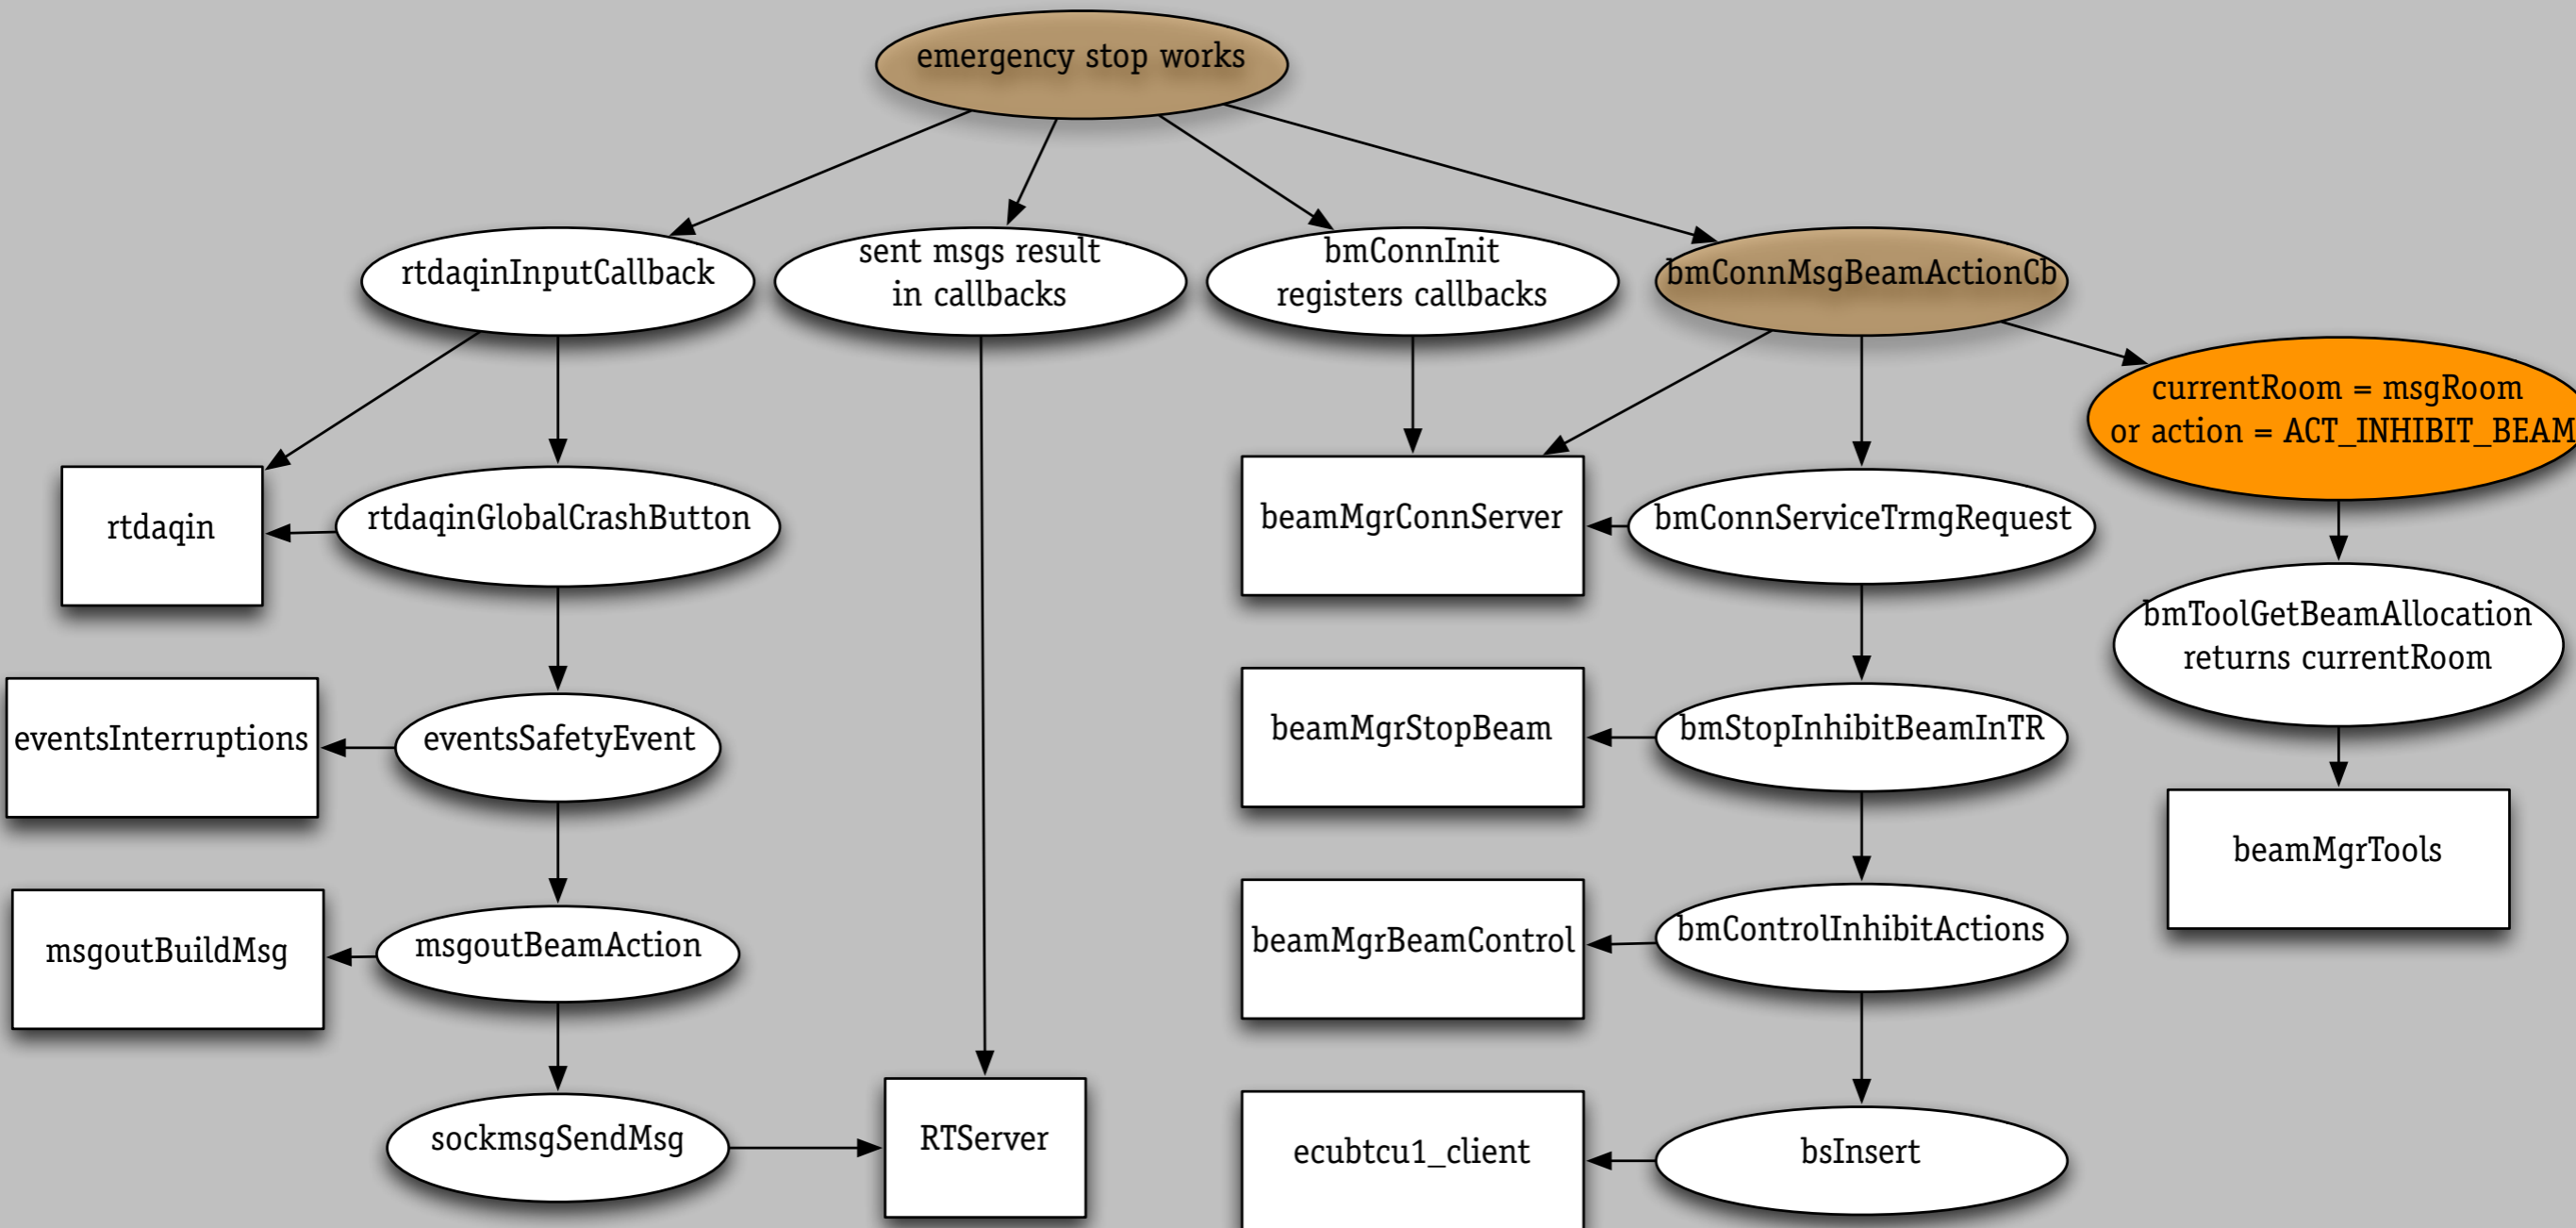 emergency stop works
rtdaqinInputCallback
sent msgs result
in callbacks
bmConnInit
registers callbacks
bmConnMsgBeamActionCb
currentRoom = msgRoom
or action = ACT_INHIBIT_BEAM
rtdaqin
rtdaqinGlobalCrashButton
beamMgrConnServer
bmConnServiceTrmgRequest
bmToolGetBeamAllocation
returns currentRoom
eventsInterruptions
eventsSafetyEvent
beamMgrStopBeam
bmStopInhibitBeamInTR
beamMgrTools
msgoutBuildMsg
msgoutBeamAction
beamMgrBeamControl
bmControlInhibitActions
sockmsgSendMsg
RTServer
ecubtcu1_client
bsInsert